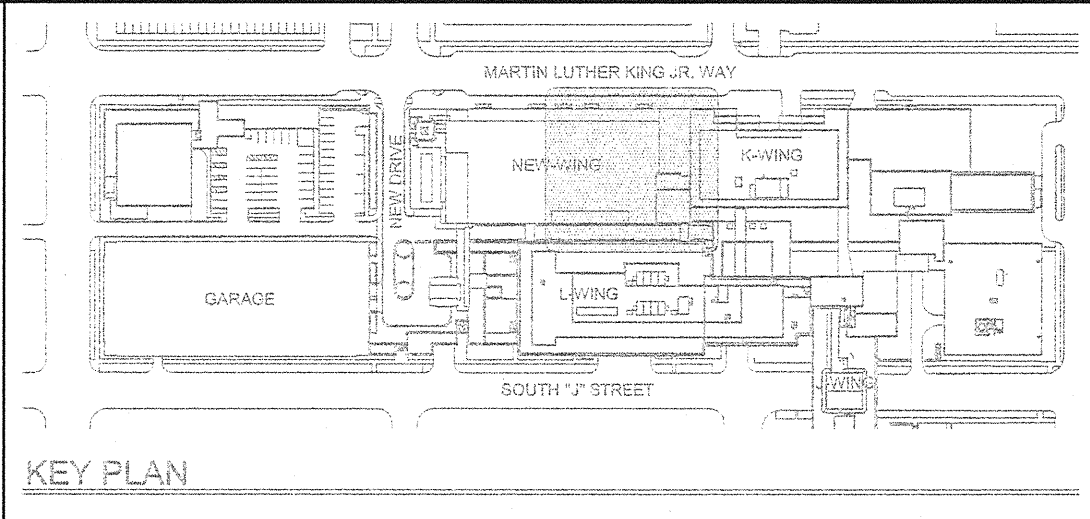 MARTIN LUTHER KING JR. WAY
NEW DRIVE
NEW-WING
K-WING
GARAGE
L-WING
SOUTH "J" STREET
J-WING
KEY PLAN